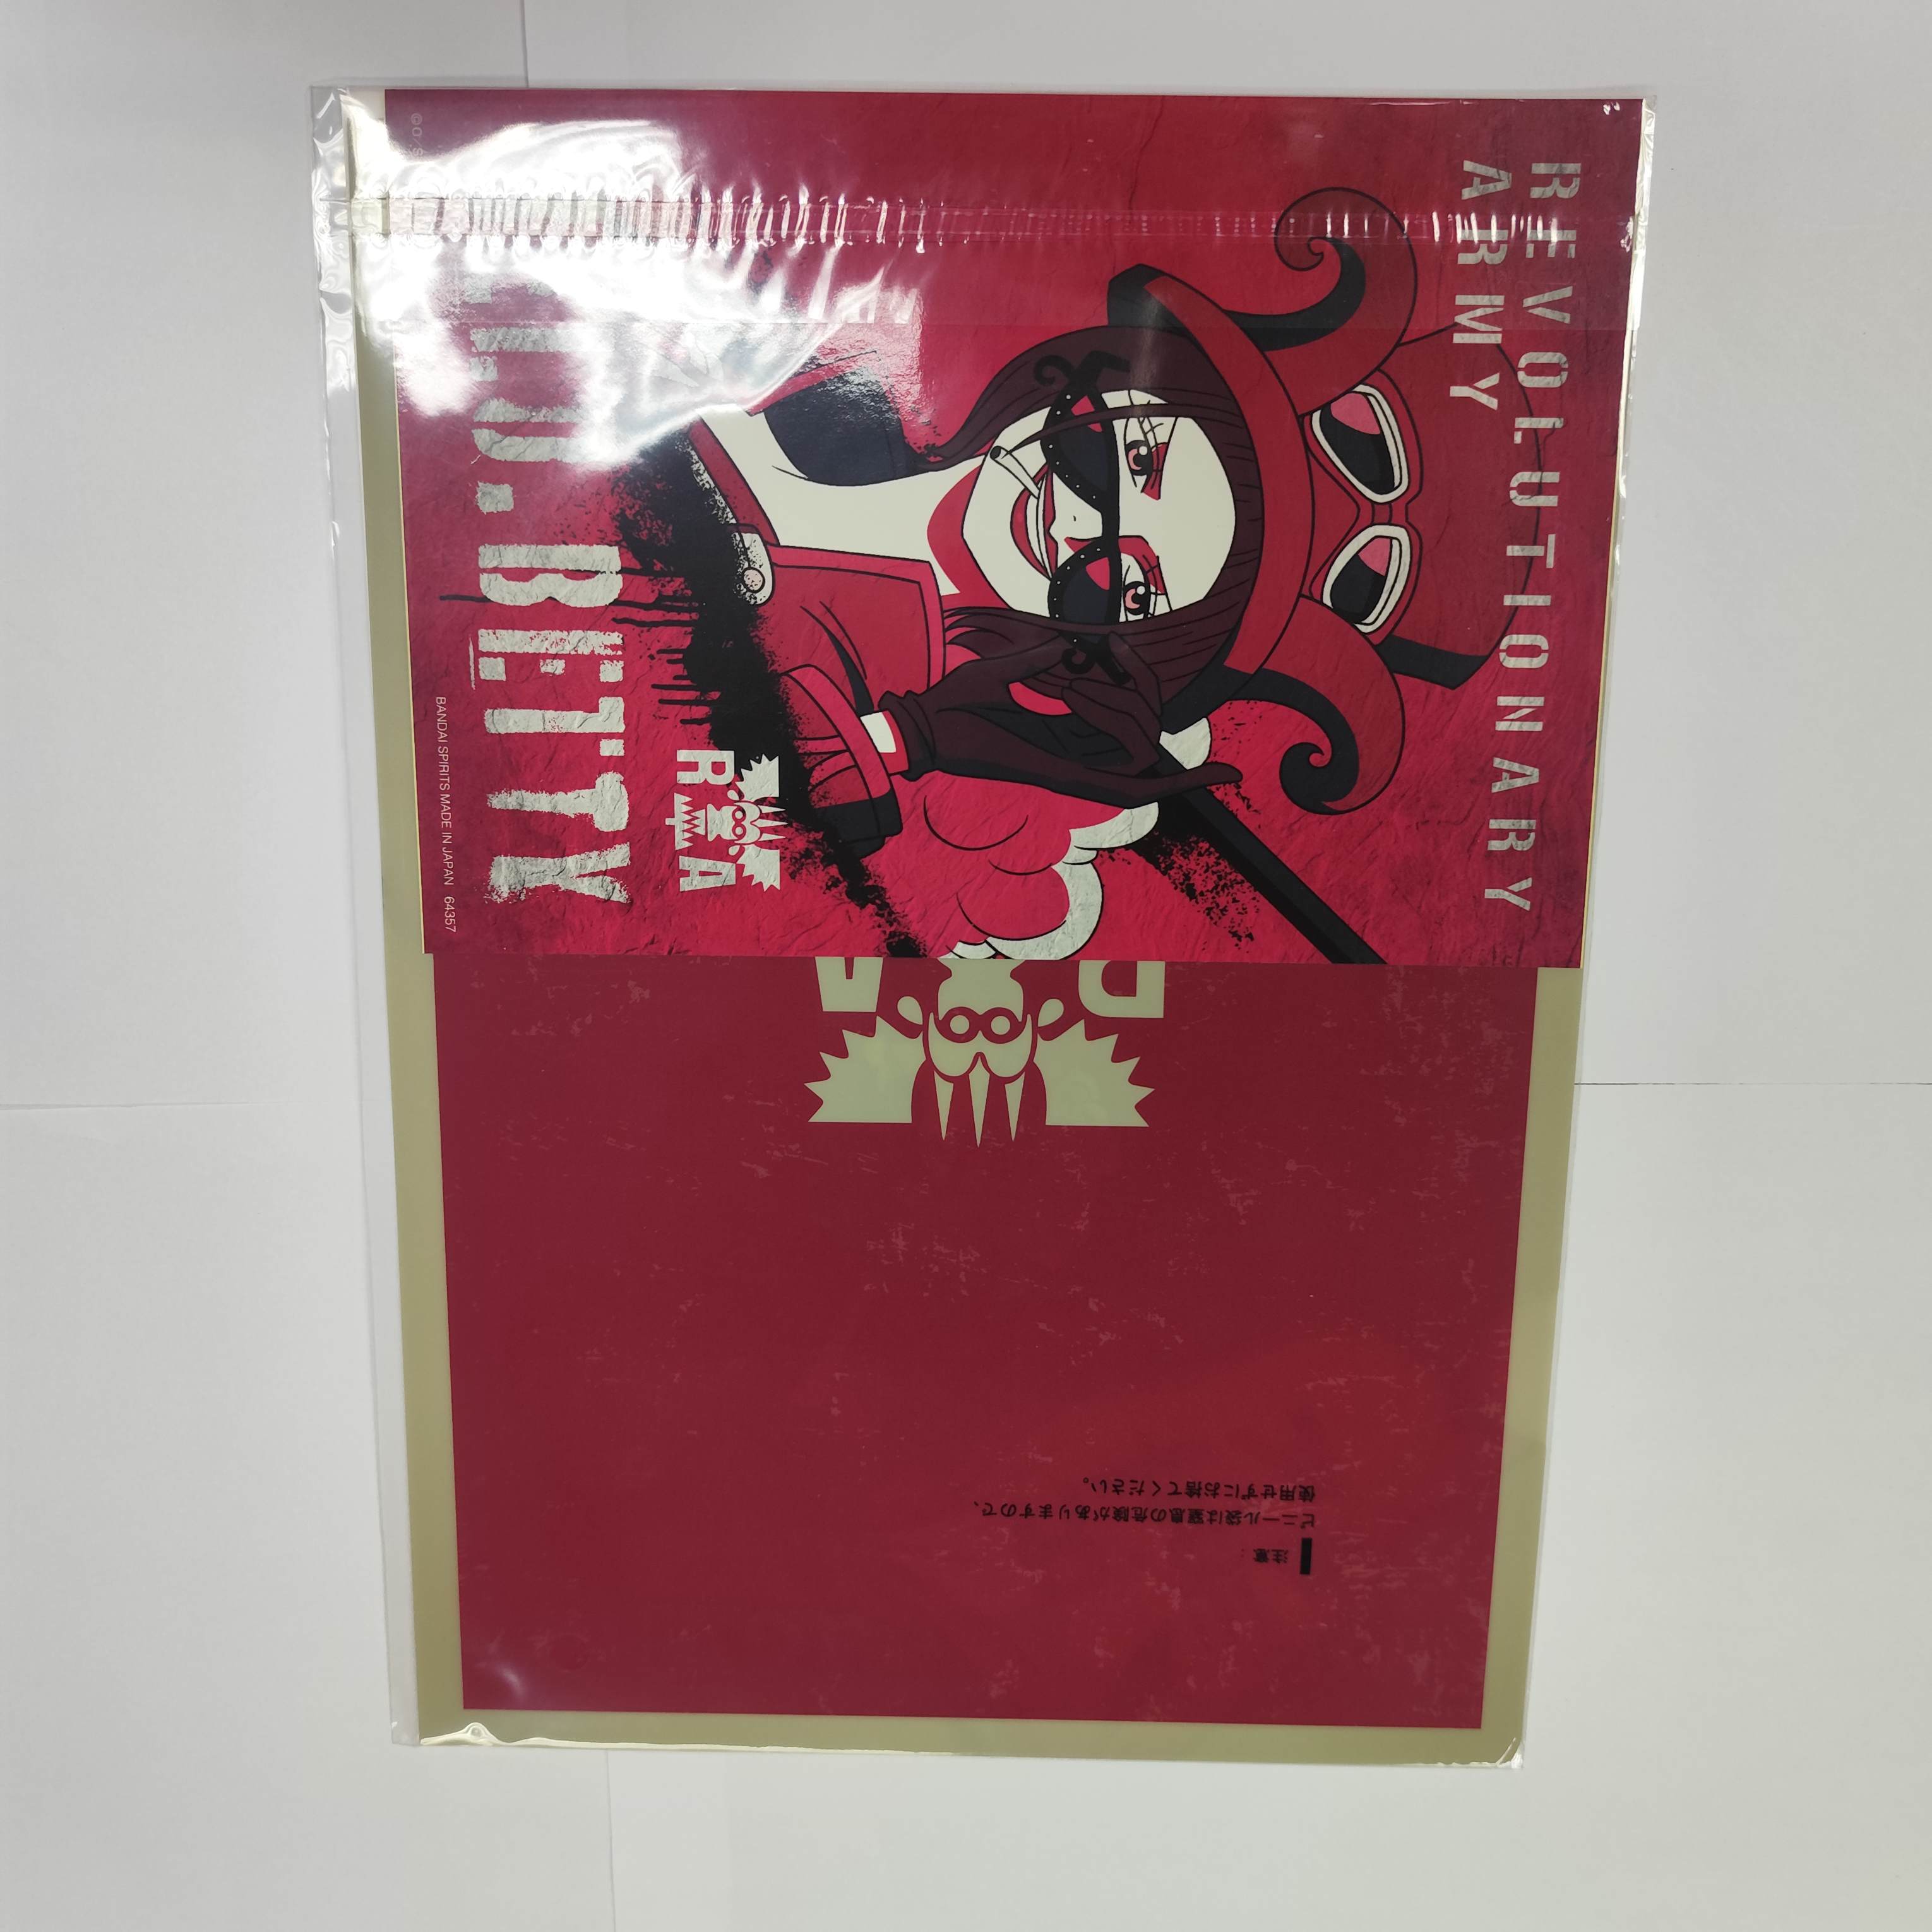 REVOLUTIONARY
ARMY
R A
LO.BETTY
BANDAI SPIRITS MADE IN JAPAN 64357
注意
ビニール袋は窒息の危険がありますので、
使用せずにお捨てください。